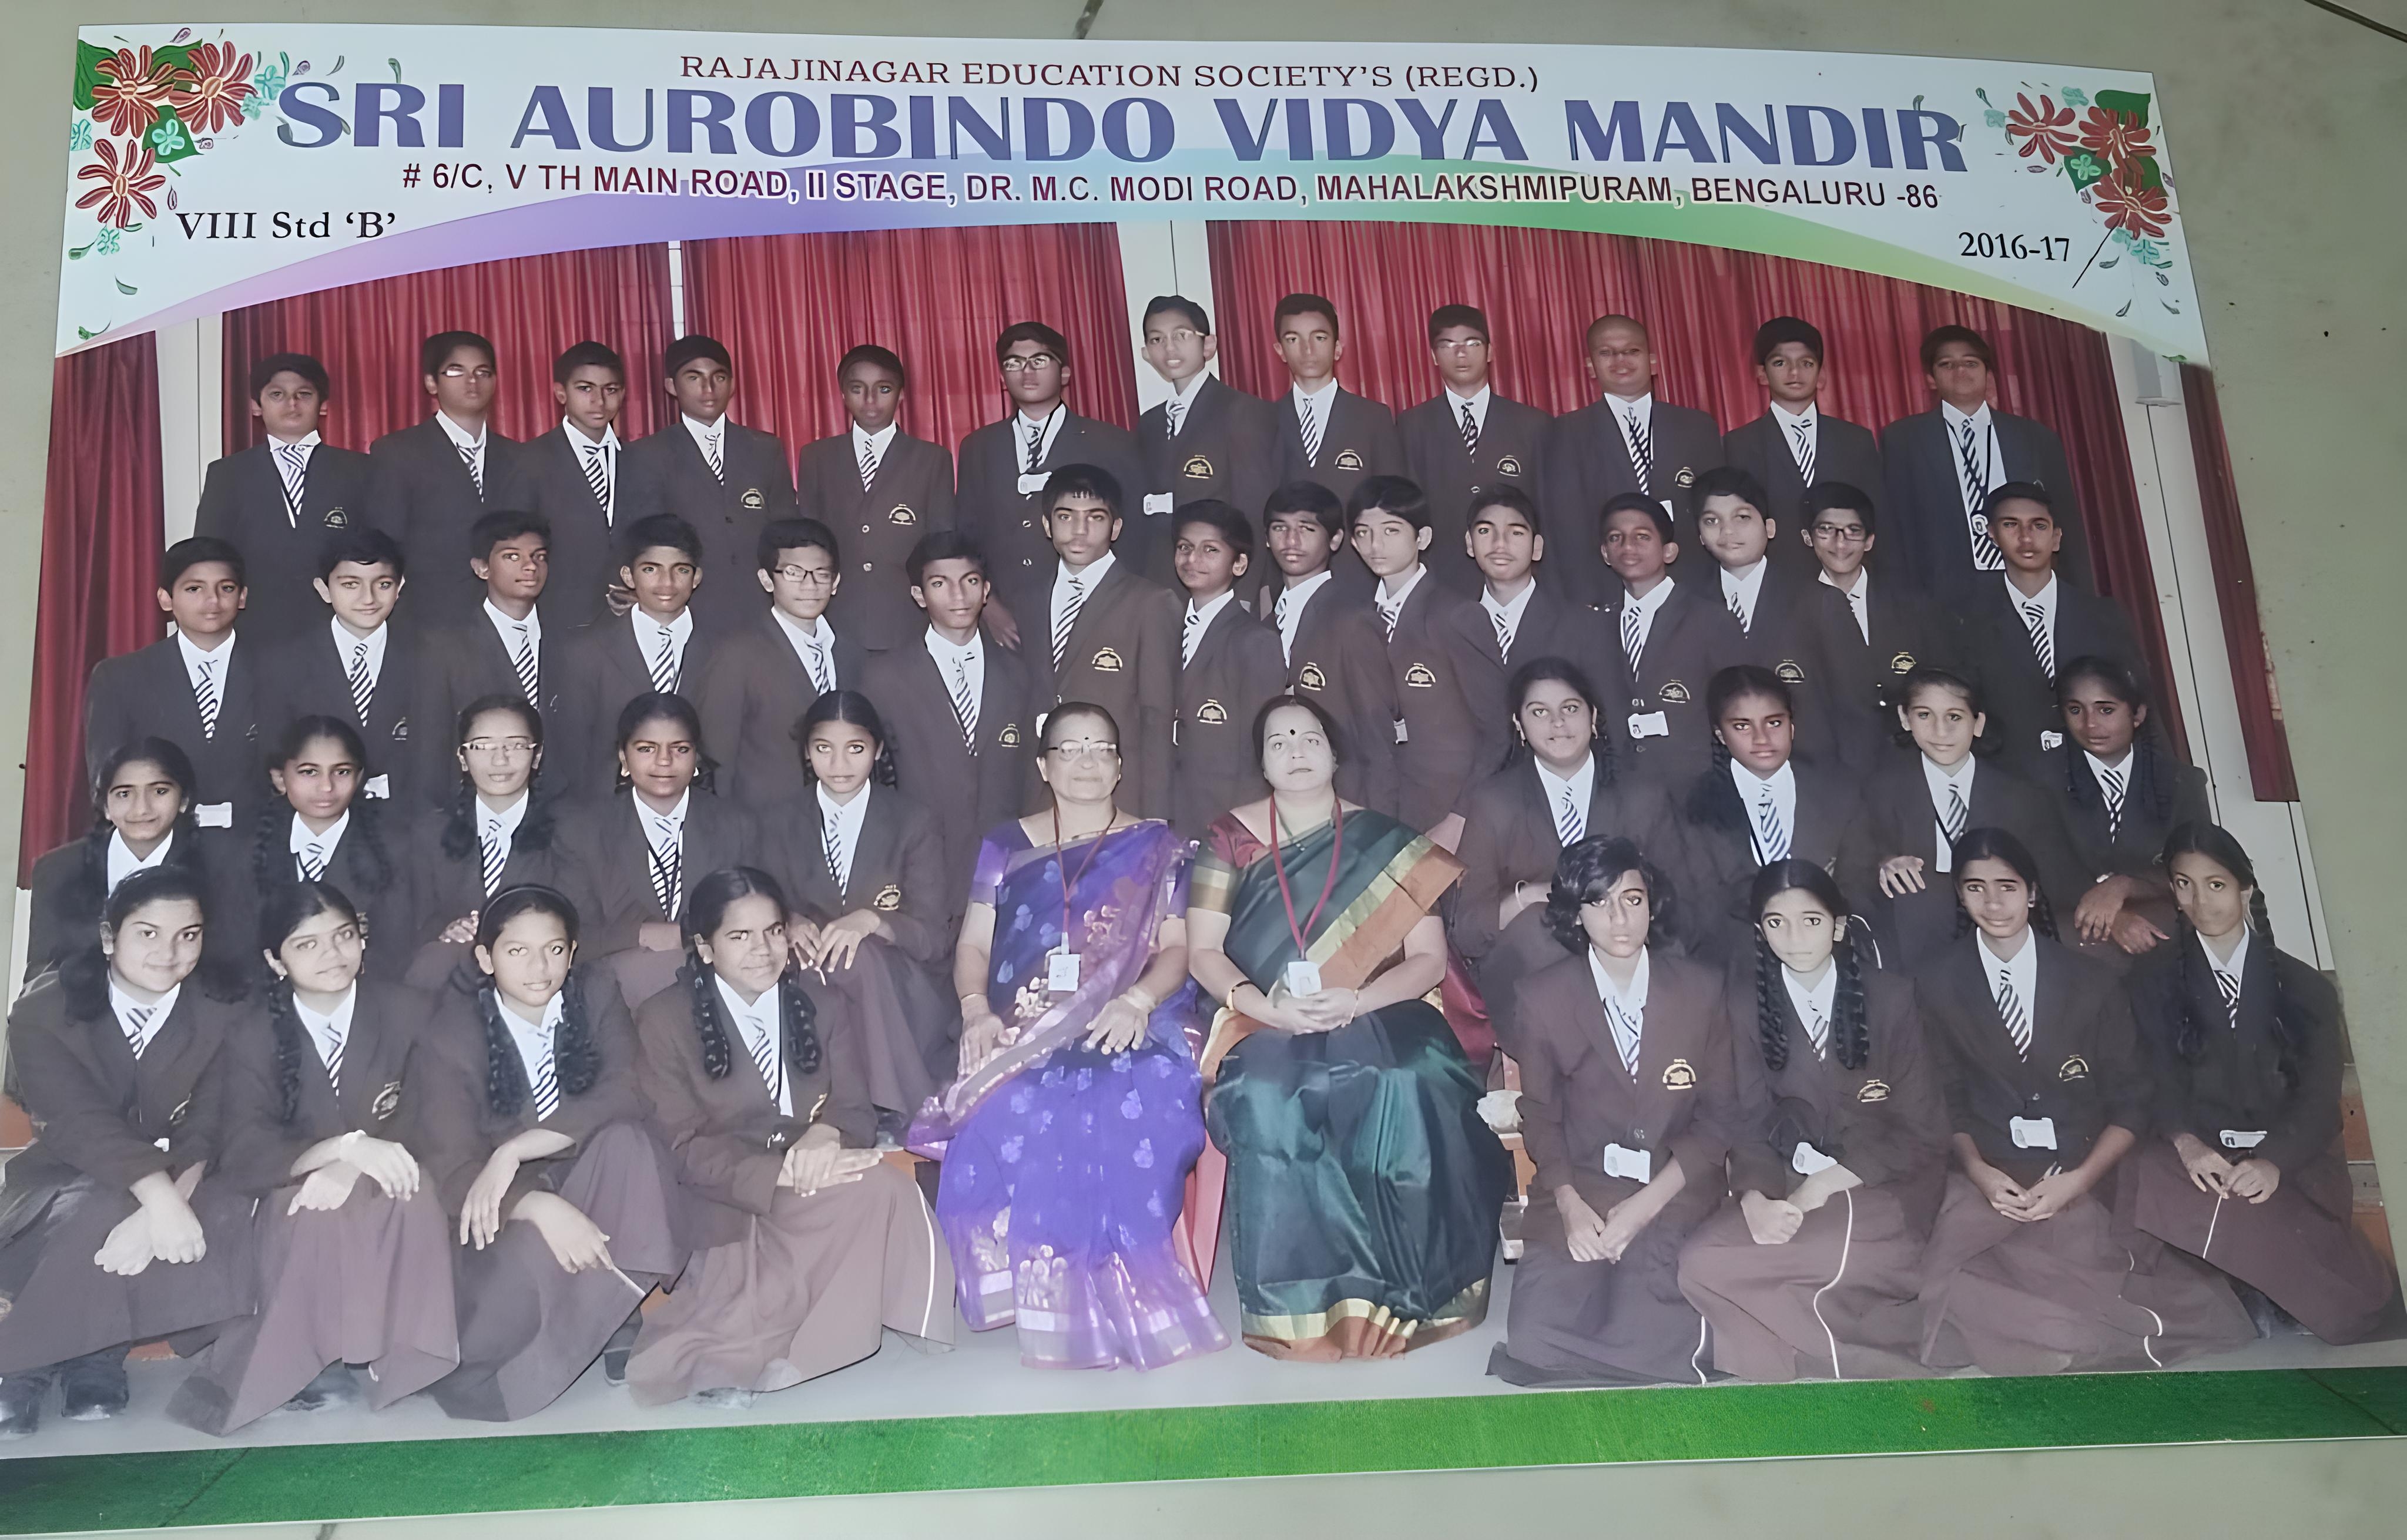 RAJAJINAGAR EDUCATION SOCIETY'S (REGD.)
SRI AUROBINDO VIDYA MANDIR
# 6/C, V TH MAIN ROAD, II STAGE, DR. M.C. MODI ROAD, MAHALAKSHMIPURAM, BENGALURU -86
VIII Std 'B'
2016-17